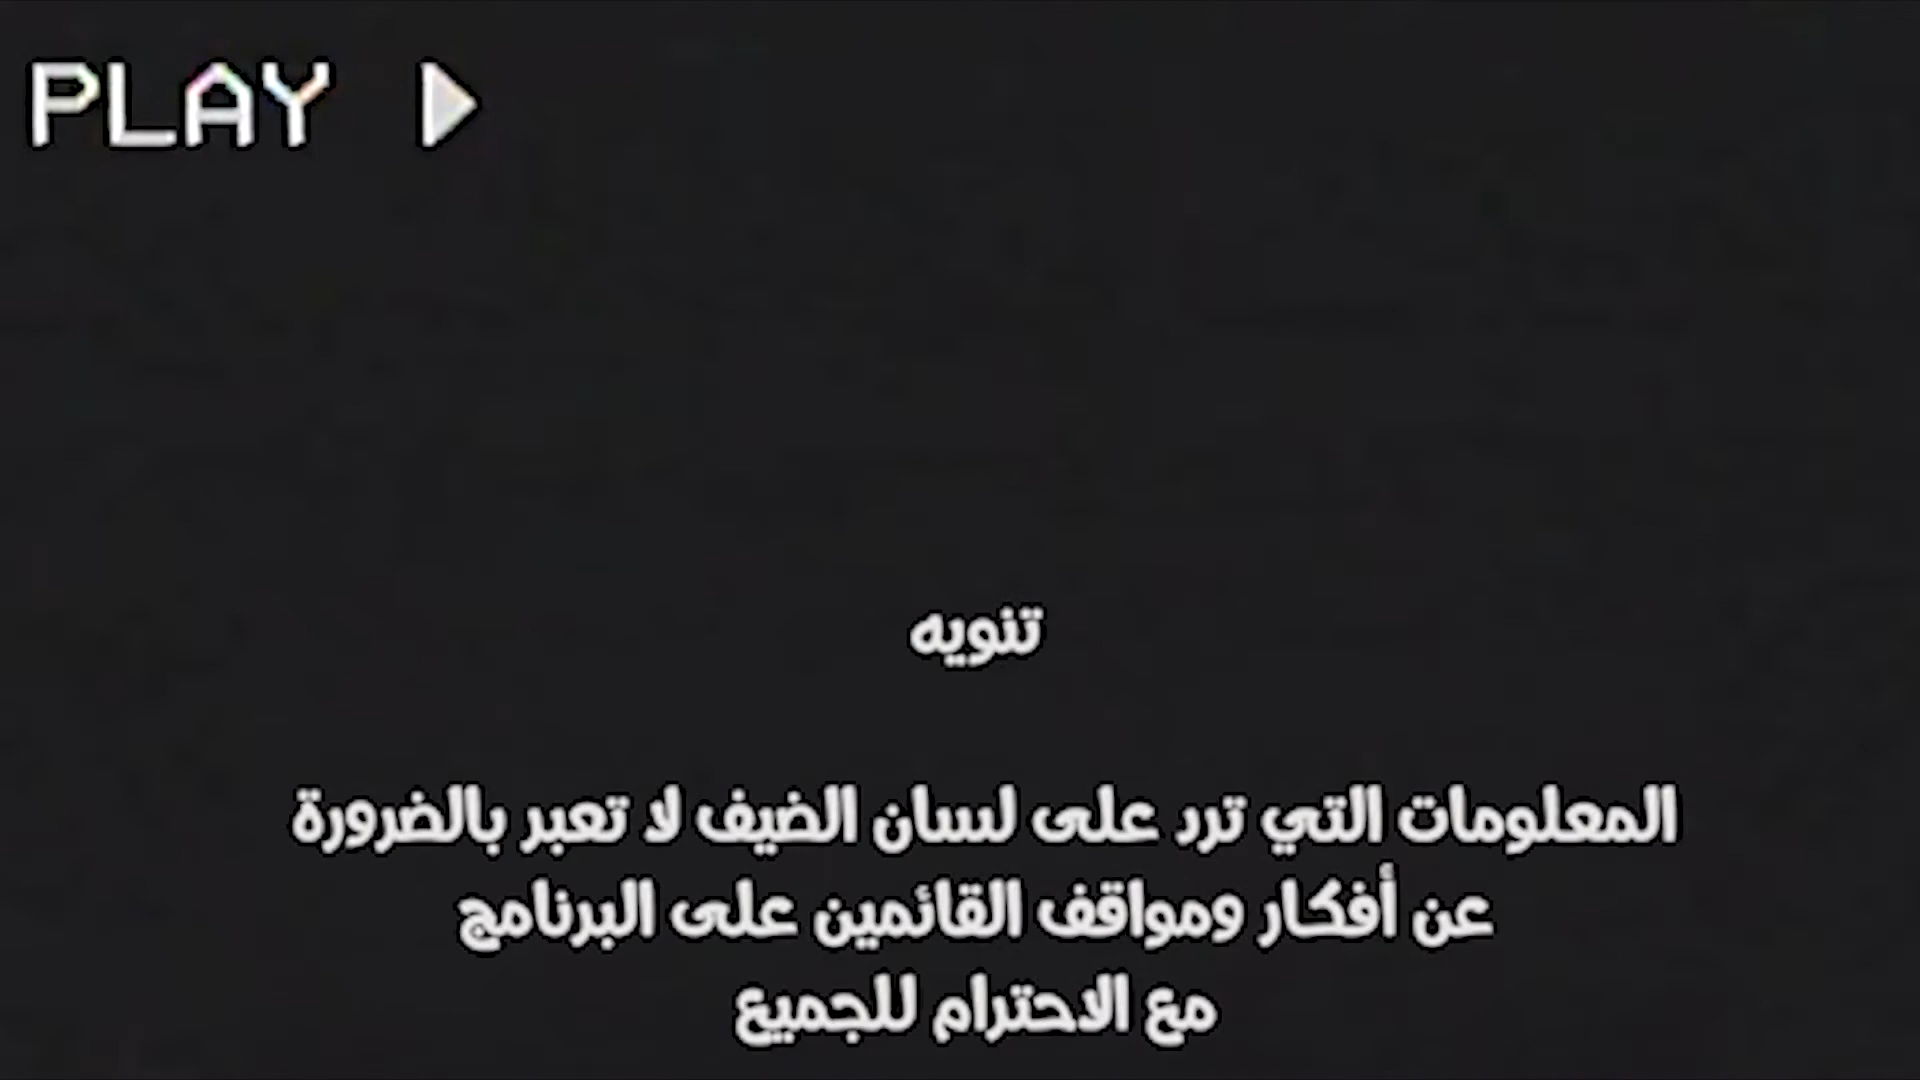 PLAY
تنويه
المعلومات التي ترد على لسان الضيف لا تعبر بالضرورة
عن أفكار ومواقف القائمين على البرنامج
مع الاحترام للجميع